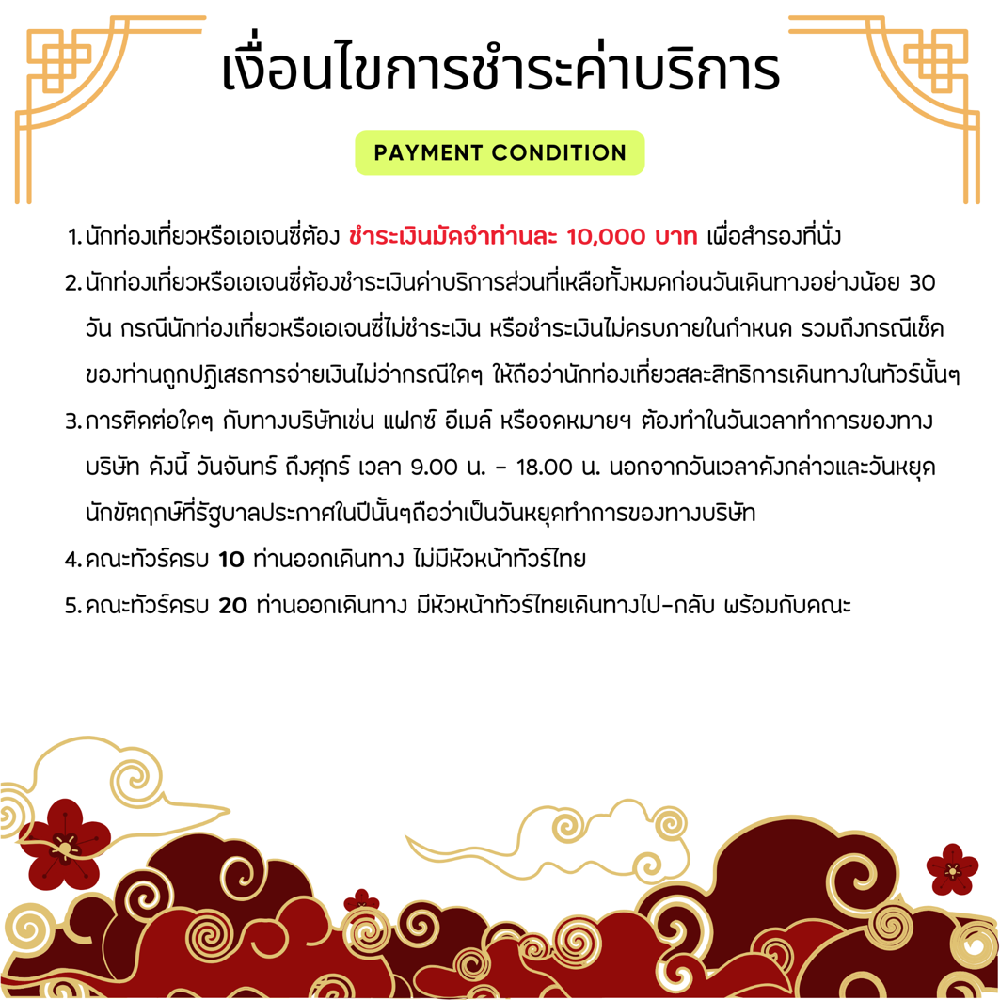 เงื่อนไขการชำระค่าบริการ
PAYMENT CONDITION
1. นักท่องเที่ยวหรือเอเจนซี่ต้อง ชำระเงินมัดจำท่านละ 10,000 บาท เพื่อสำรองที่นั่ง
2. นักท่องเที่ยวหรือเอเจนซี่ต้องชำระเงินค่าบริการส่วนที่เหลือทั้งหมดก่อนวันเดินทางอย่างน้อย 30
วัน กรณีนักท่องเที่ยวหรือเอเจนซี่ไม่ชำระเงิน หรือชำระเงินไม่ครบภายในกำหนด รวมถึงกรณีเช็ค
ของท่านถูกปฏิเสธการจ่ายเงินไม่ว่ากรณีใดๆ ให้ถือว่านักท่องเที่ยวสละสิทธิการเดินทางในทัวร์นั้นๆ
3. การติดต่อใดๆ กับทางบริษัทเช่น แฟกซ์ อีเมล์ หรือจดหมายฯ ต้องทำในวันเวลาทำการของทาง
บริษัท ดังนี้ วันจันทร์ ถึงศุกร์ เวลา 9.00 น. - 18.00 น. นอกจากวันเวลาดังกล่าวและวันหยุด
นักขัตฤกษ์ที่รัฐบาลประกาศในปีนั้นๆถือว่าเป็นวันหยุดทำการของทางบริษัท
4. คณะทัวร์ครบ 10 ท่านออกเดินทาง ไม่มีหัวหน้าทัวร์ไทย
5. คณะทัวร์ครบ 20 ท่านออกเดินทาง มีหัวหน้าทัวร์ไทยเดินทางไป-กลับ พร้อมกับคณะ